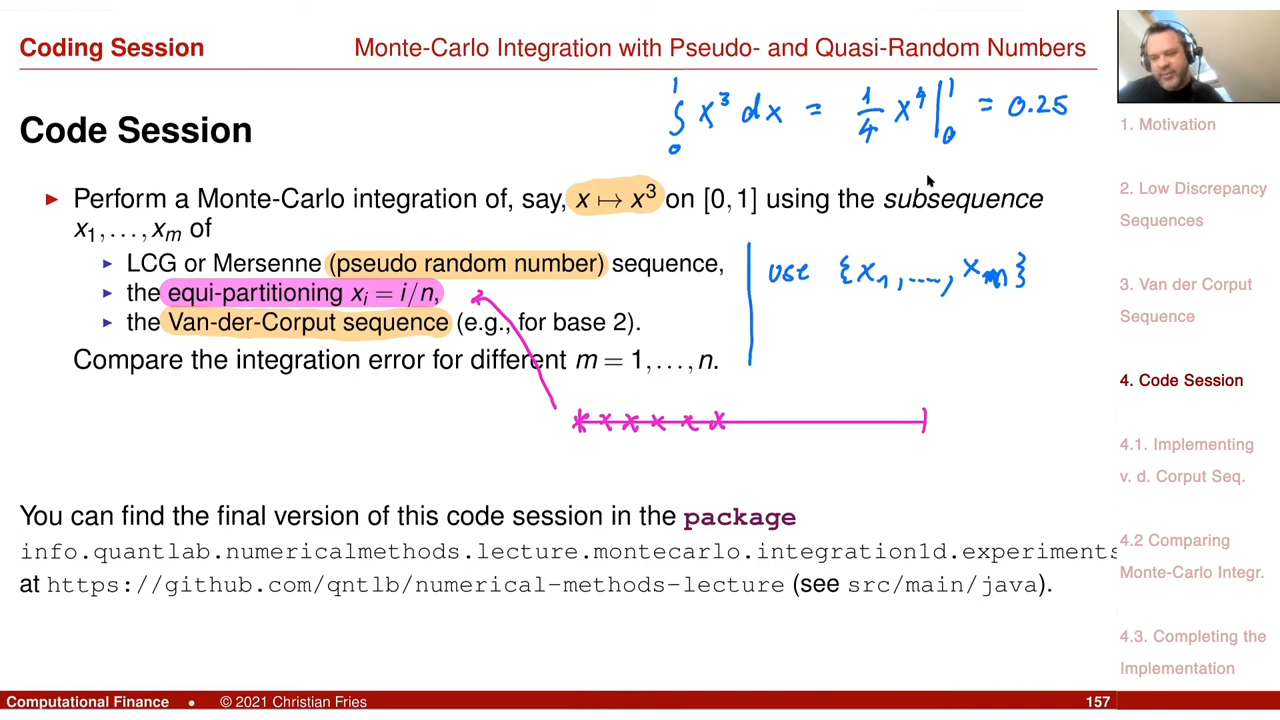 Coding Session
Monte-Carlo Integration with Pseudo- and Quasi-Random Numbers
∫₀¹ x³ dx = 1/4 x⁴ |₀¹ = 0.25
Code Session
► Perform a Monte-Carlo integration of, say, x ↦ x³ on [0, 1] using the subsequence
x₁, . . . , xₘ of
► LCG or Mersenne (pseudo random number) sequence,
► the equi-partitioning xᵢ = i/n,
► the Van-der-Corput sequence (e.g., for base 2).
use {x₁, ...., xₘ}
Compare the integration error for different m = 1, . . . , n.
You can find the final version of this code session in the package
info.quantlab.numericalmethods.lecture.montecarlo.integration1d.experiments
at https://github.com/qntlb/numerical-methods-lecture (see src/main/java).
1. Motivation
2. Low Discrepancy
Sequences
3. Van der Corput
Sequence
4. Code Session
4.1. Implementing
v. d. Corput Seq.
4.2 Comparing
Monte-Carlo Integr.
4.3. Completing the
Implementation
Computational Finance • © 2021 Christian Fries
157